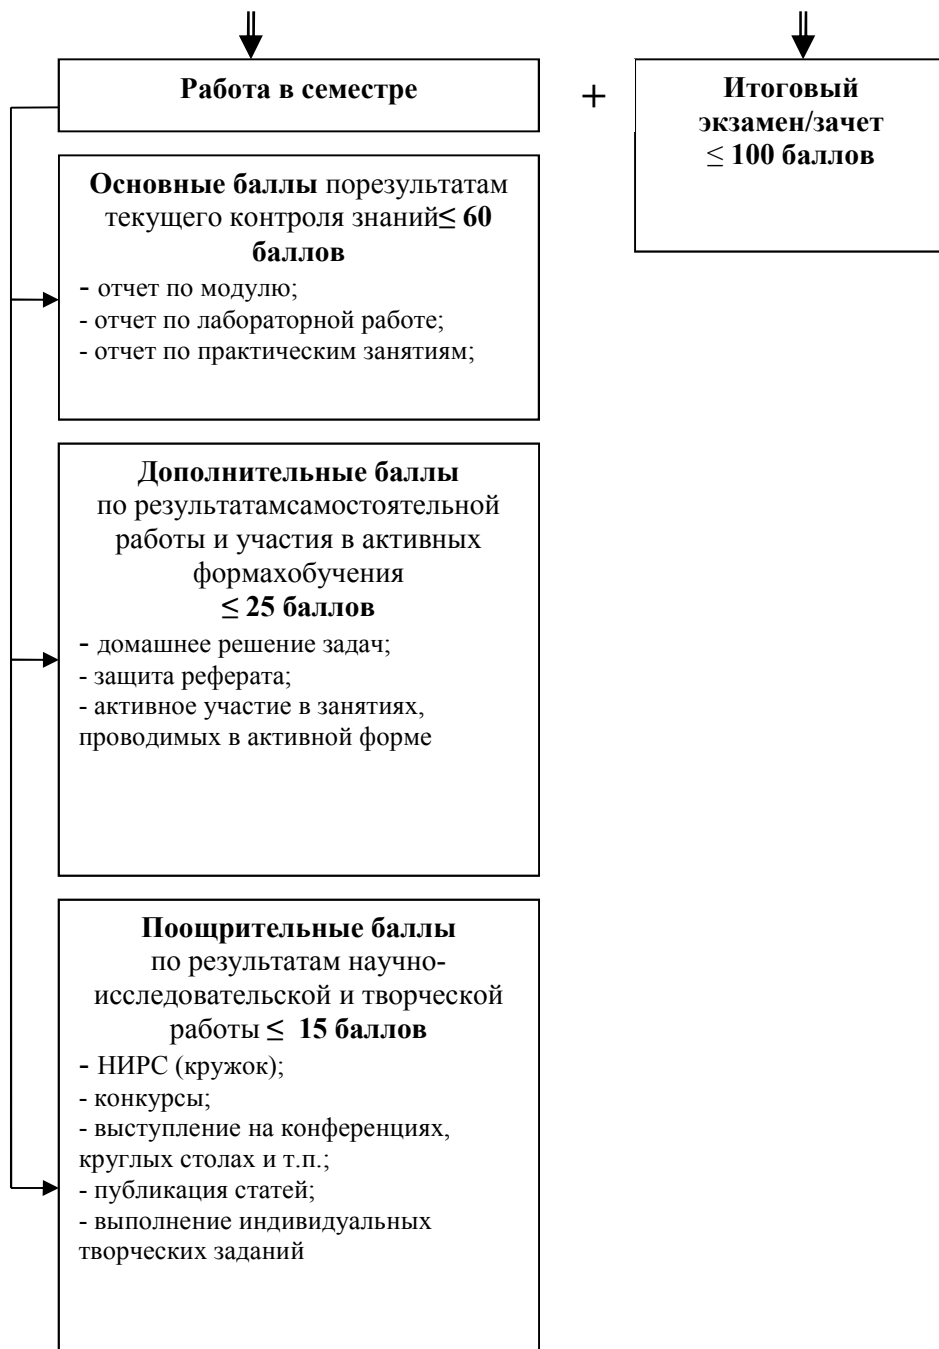 Работа в семестре
+
Итоговый
экзамен/зачет
≤ 100 баллов
Основные баллы порезультатам
текущего контроля знаний≤ 60
баллов
- отчет по модулю;
- отчет по лабораторной работе;
- отчет по практическим занятиям;
Дополнительные баллы
по результатамсамостоятельной
работы и участия в активных
формахобучения
≤ 25 баллов
- домашнее решение задач;
- защита реферата;
- активное участие в занятиях,
проводимых в активной форме
Поощрительные баллы
по результатам научно-
исследовательской и творческой
работы ≤ 15 баллов
- НИРС (кружок);
- конкурсы;
- выступление на конференциях,
круглых столах и т.п.;
- публикация статей;
- выполнение индивидуальных
творческих заданий